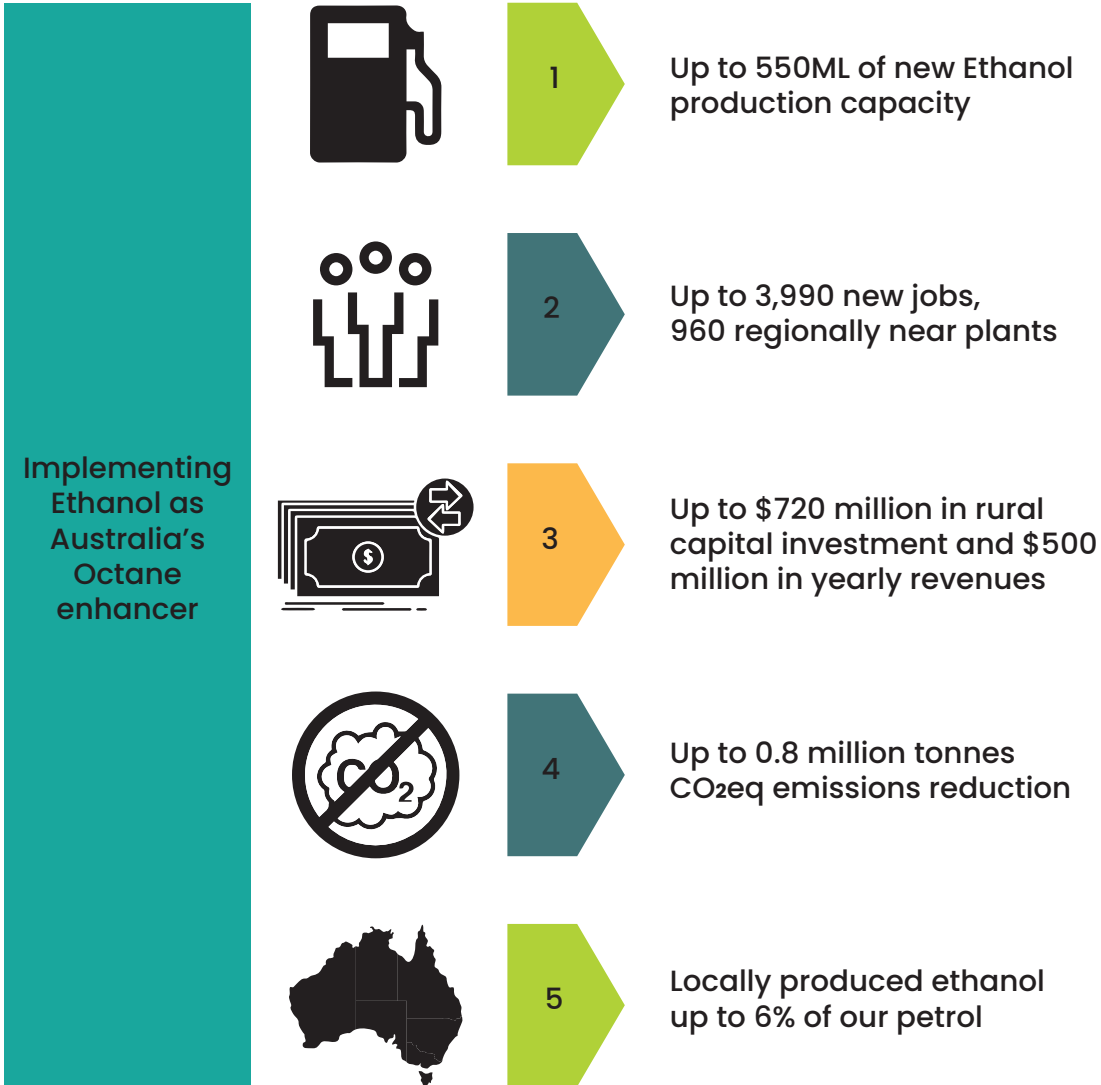 Implementing
Ethanol as
Australia’s
Octane
enhancer
1
Up to 550ML of new Ethanol
production capacity
2
Up to 3,990 new jobs,
960 regionally near plants
$
3
Up to $720 million in rural
capital investment and $500
million in yearly revenues
CO2
4
Up to 0.8 million tonnes
CO₂eq emissions reduction
5
Locally produced ethanol
up to 6% of our petrol